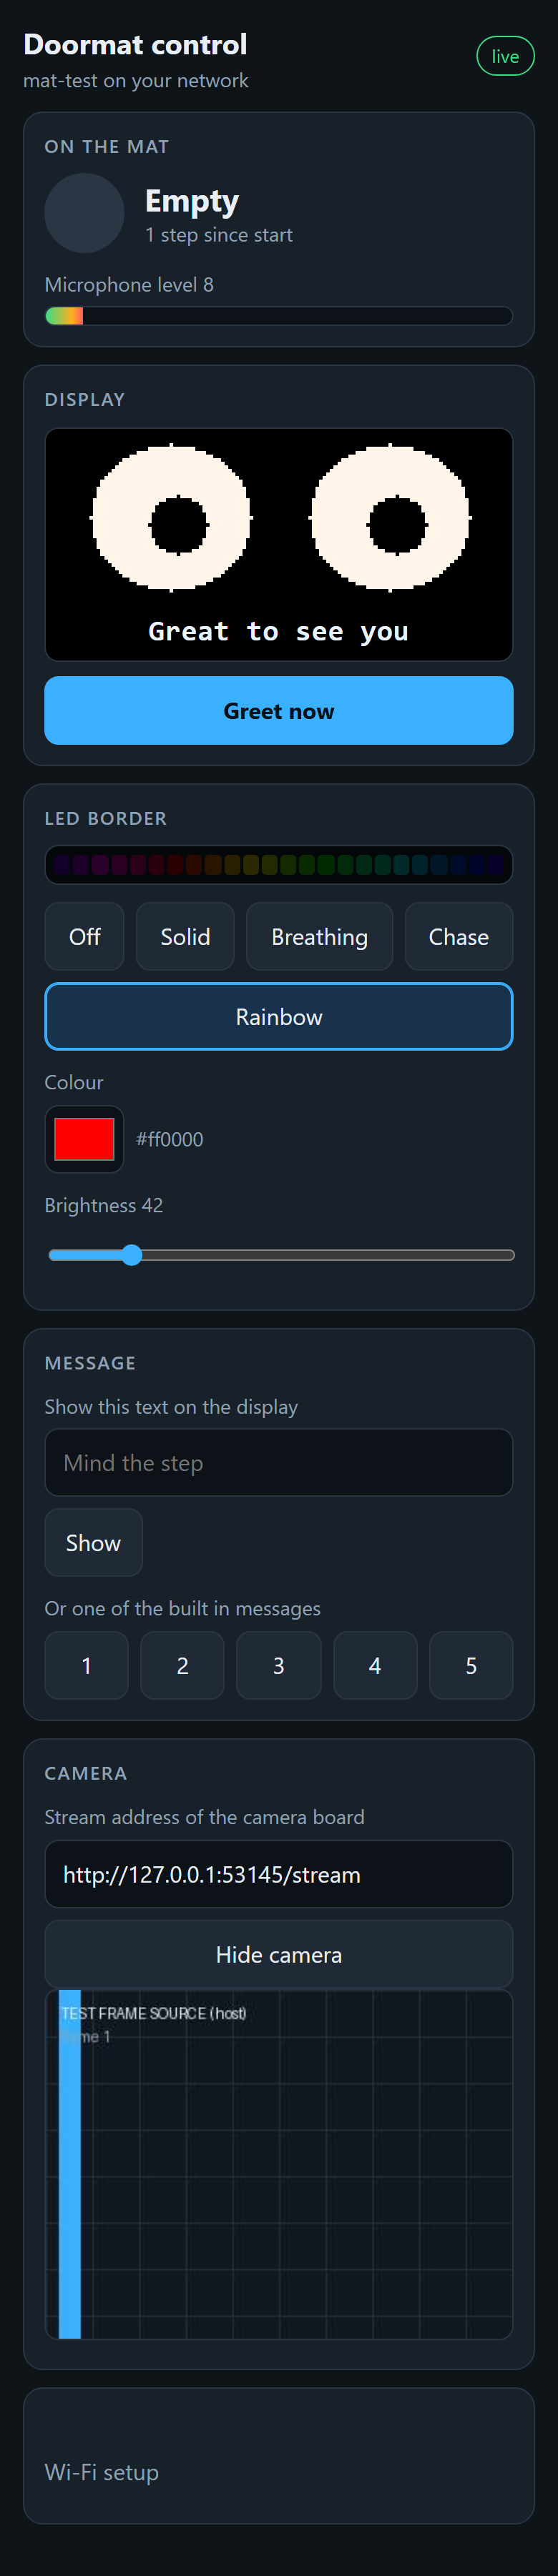 Doormat control
mat-test on your network
live
ON THE MAT
Empty
1 step since start
Microphone level 8
DISPLAY
Great to see you
Greet now
LED BORDER
Off
Solid
Breathing
Chase
Rainbow
Colour
#ff0000
Brightness 42
MESSAGE
Show this text on the display
Mind the step
Show
Or one of the built in messages
1
2
3
4
5
CAMERA
Stream address of the camera board
http://127.0.0.1:53145/stream
Hide camera
TEST FRAME SOURCE (host)
frame 1
Wi-Fi setup